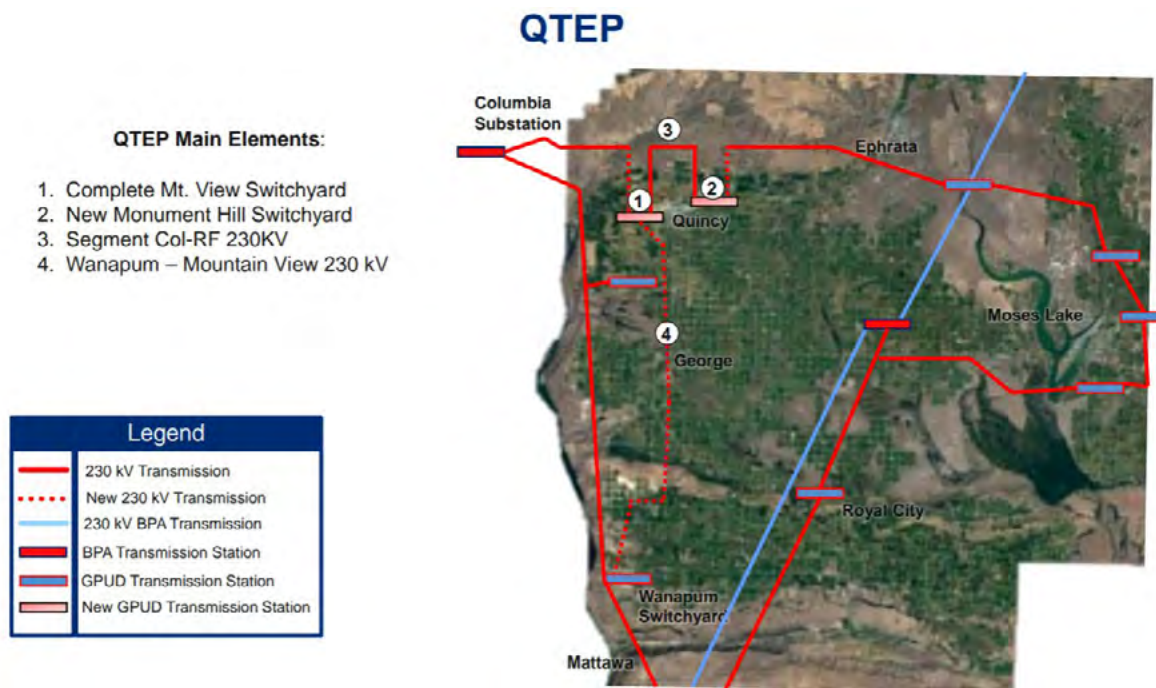 QTEP
QTEP Main Elements:
1. Complete Mt. View Switchyard
2. New Monument Hill Switchyard
3. Segment Col-RF 230KV
4. Wanapum – Mountain View 230 kV
Columbia
Substation
3
Ephrata
1
2
Quincy
Moses Lake
4
George
Royal City
Wanapum
Switchyard
Mattawa
Legend
230 kV Transmission
New 230 kV Transmission
230 kV BPA Transmission
BPA Transmission Station
GPUD Transmission Station
New GPUD Transmission Station